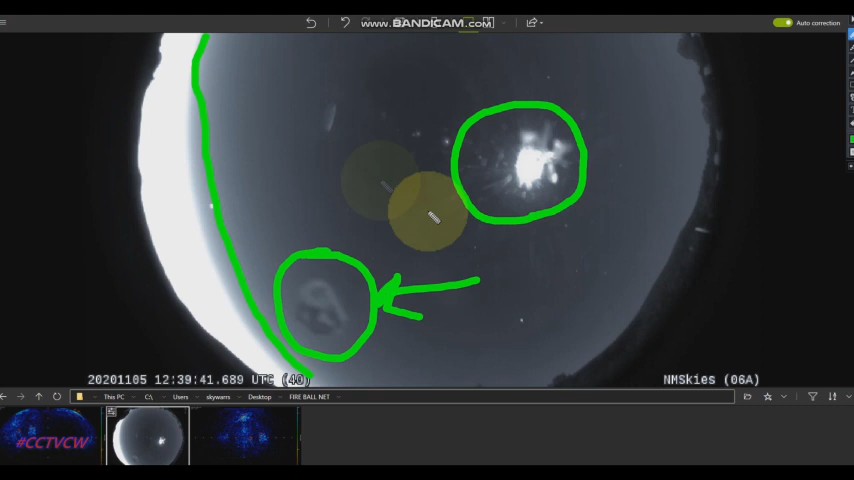 www.BANDICAM.com
Auto correction
20201105 12:39:41.689 UTC (40)
NMSkies (06A)
This PC
C:\
Users
skywarns
Desktop
FIRE BALL NET
#CCTVCW